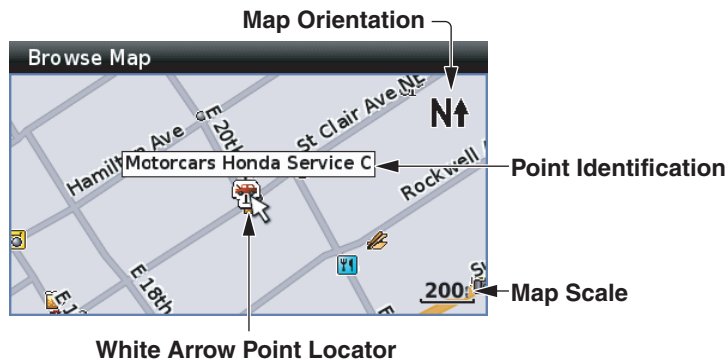 Map Orientation
Browse Map
N
St Clair Ave NE
E 20th
Hamilton Ave
Motorcars Honda Service C
Point Identification
Rockwell
E 18th
200
Map Scale
White Arrow Point Locator